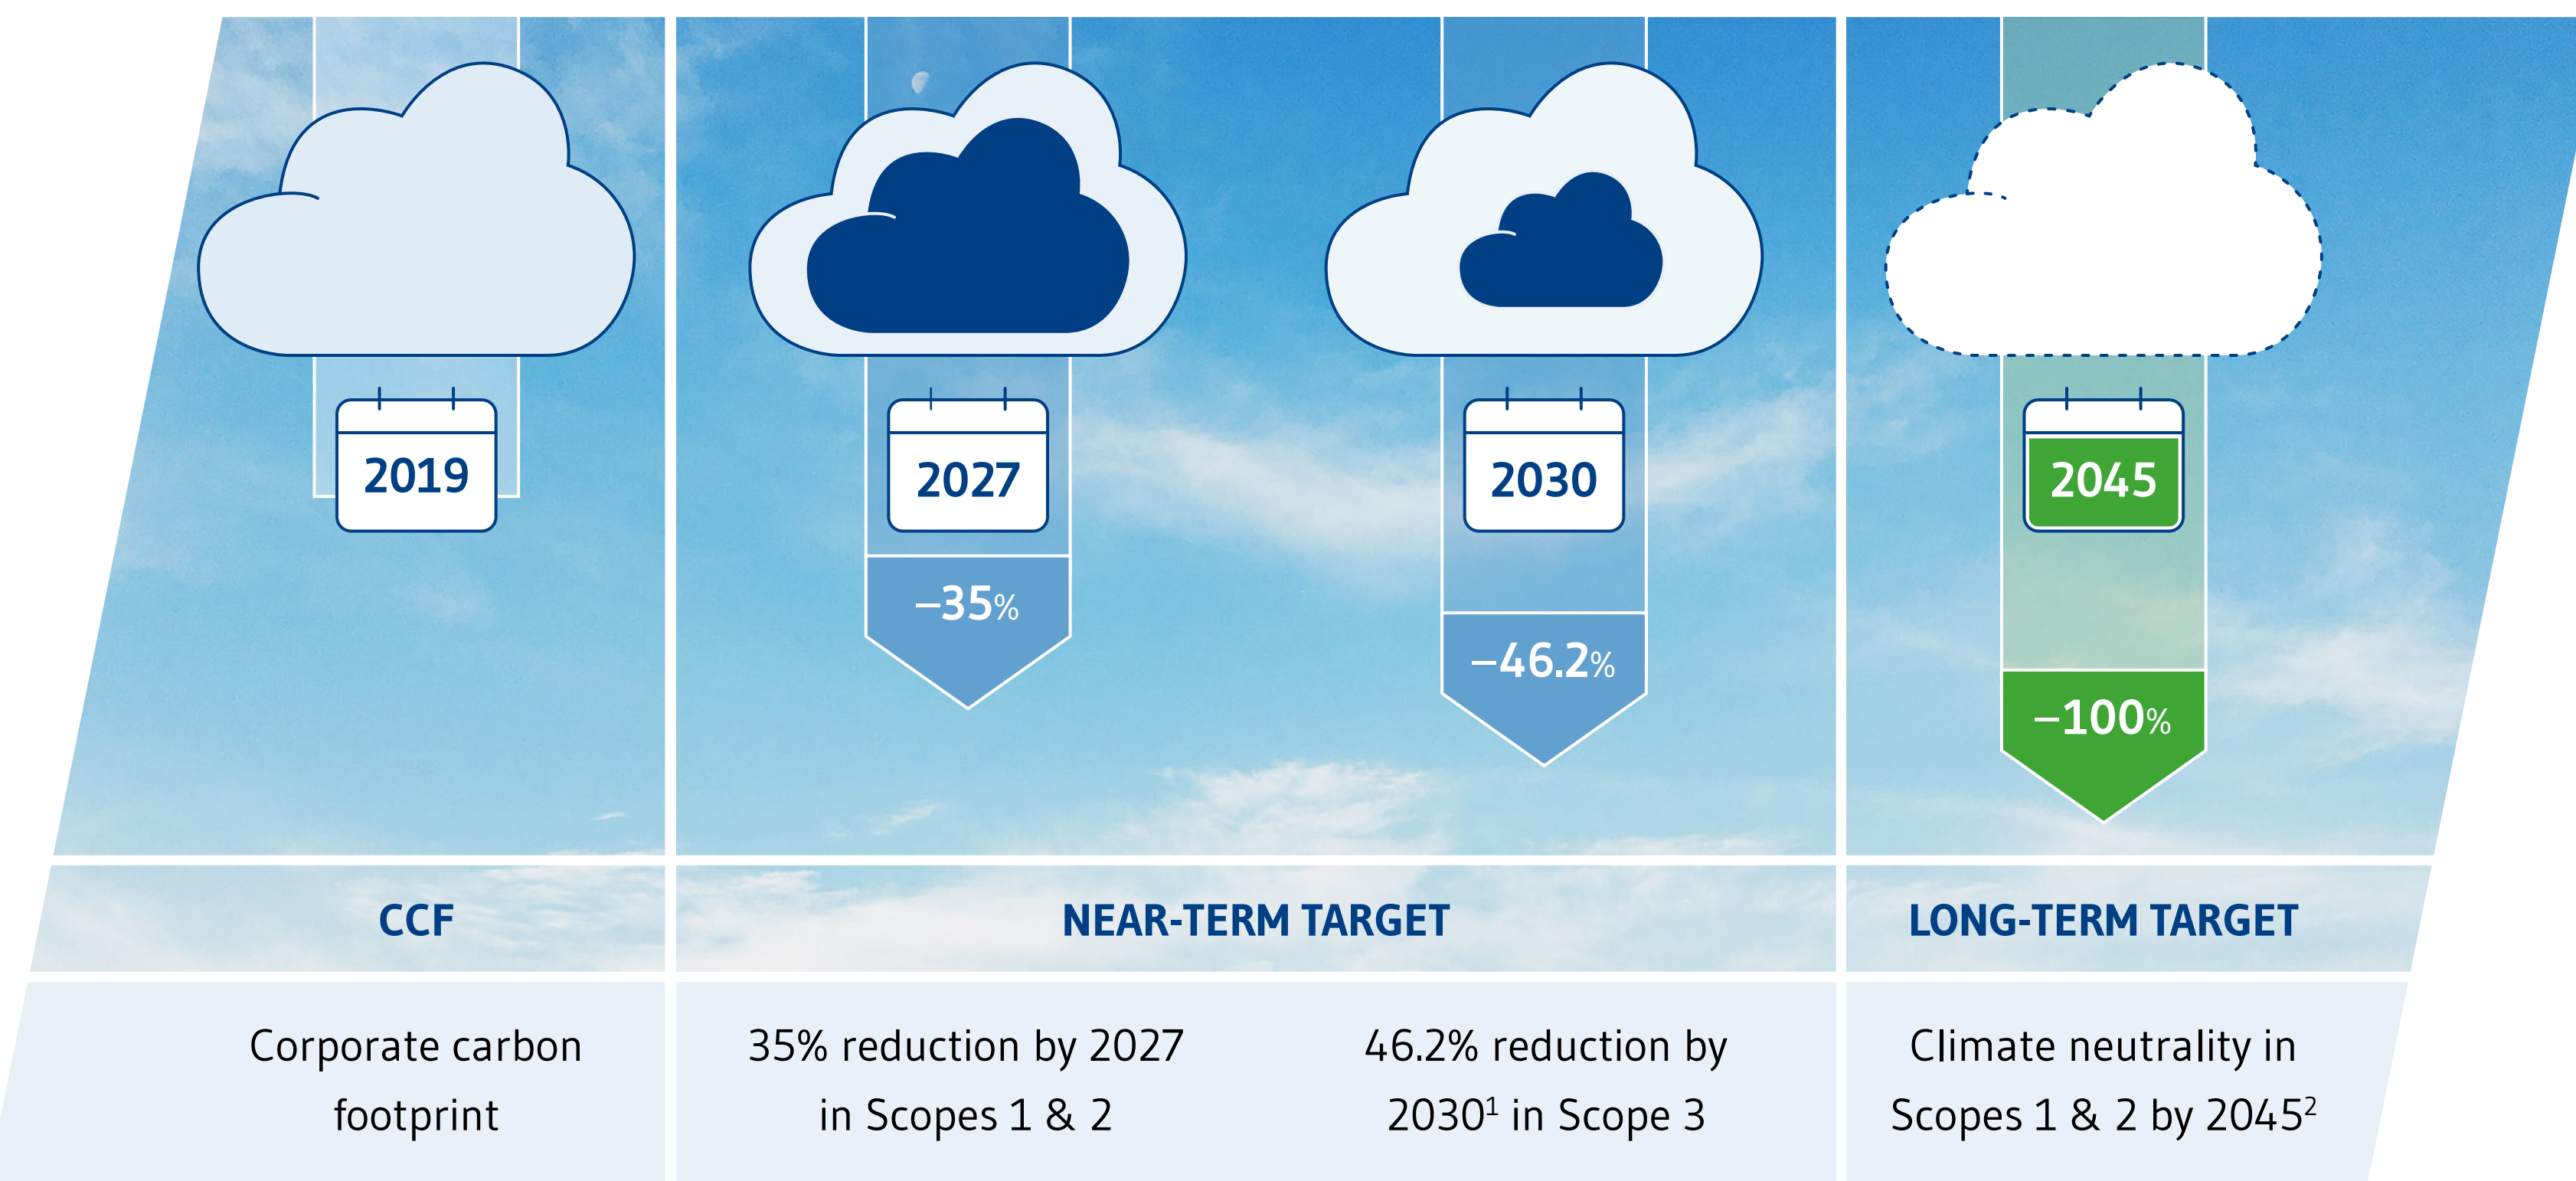 2019
2027
2030
2045
–35%
–46.2%
–100%
CCF
NEAR-TERM TARGET
LONG-TERM TARGET
Corporate carbon
footprint
35% reduction by 2027
in Scopes 1 & 2
46.2% reduction by
2030¹ in Scope 3
Climate neutrality in
Scopes 1 & 2 by 2045²